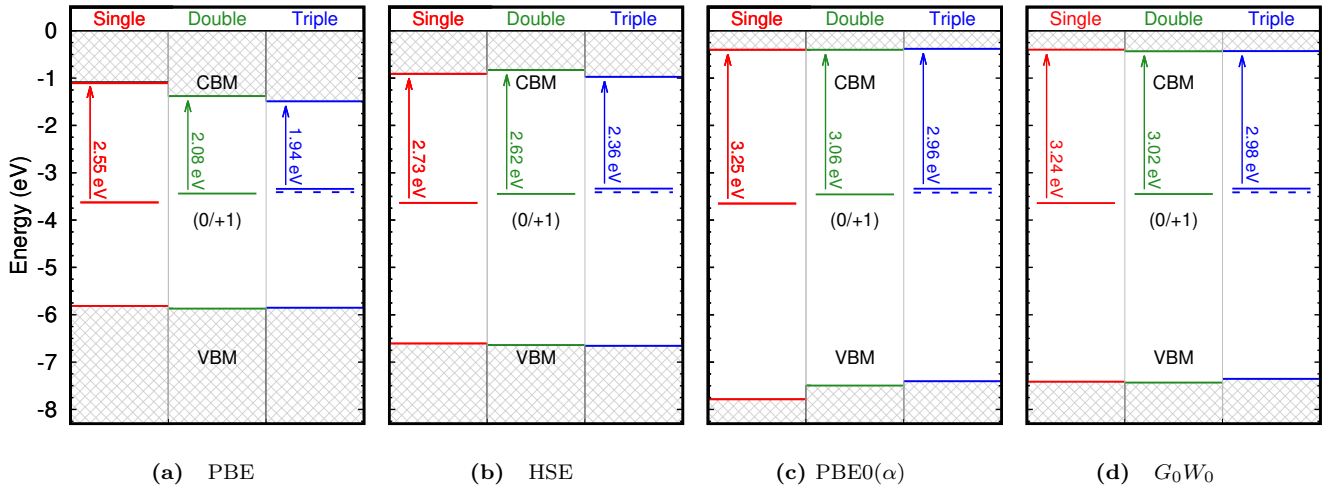 Single Double Triple Single Double Triple Single Double Triple Single Double Triple
0
-1
-2
-3
-4
-5
-6
-7
-8
Energy (eV)
CBM
2.55 eV
2.08 eV
1.94 eV
(0/+1)
VBM
CBM
2.73 eV
2.62 eV
2.36 eV
(0/+1)
VBM
CBM
3.25 eV
3.06 eV
2.96 eV
(0/+1)
VBM
CBM
3.24 eV
3.02 eV
2.98 eV
(0/+1)
VBM
(a) PBE
(b) HSE
(c) PBE0(α)
(d) G₀W₀